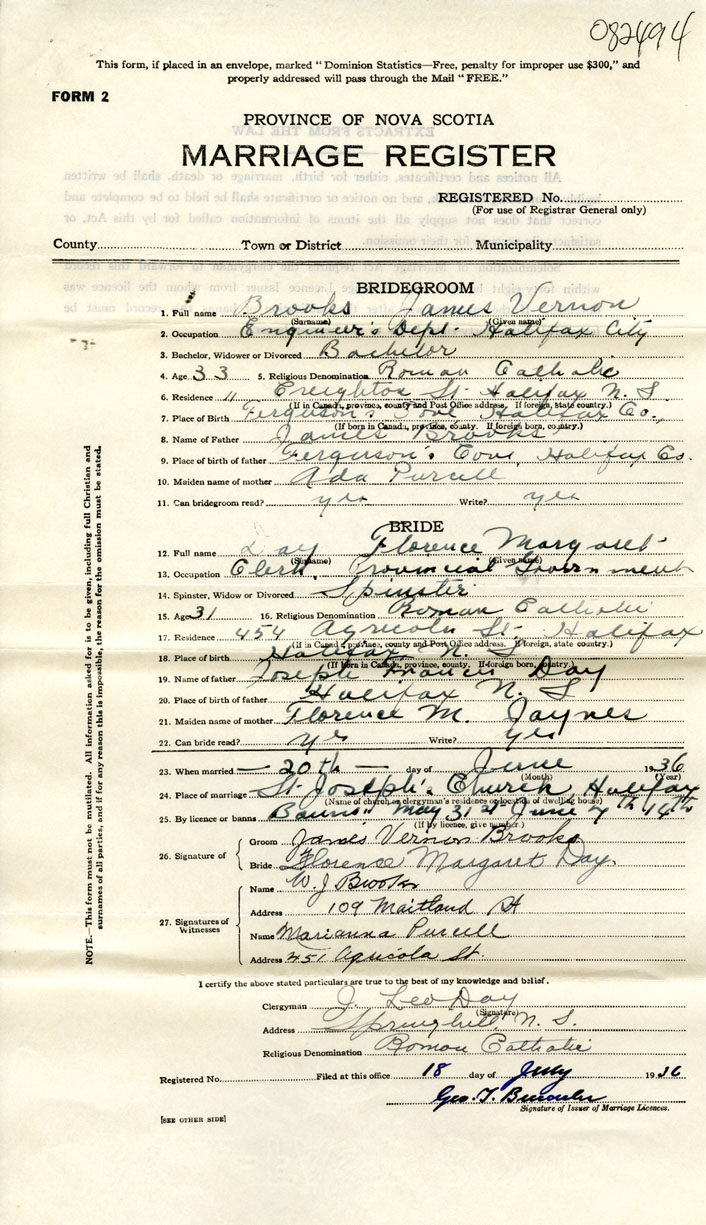 082494
This form, if placed in an envelope, marked "Dominion Statistics—Free, penalty for improper use $300," and
properly addressed will pass through the Mail "FREE."
FORM 2
PROVINCE OF NOVA SCOTIA
MARRIAGE REGISTER
REGISTERED No.
(For use of Registrar General only)
County Town or District Municipality
BRIDEGROOM
1. Full name Brooks James Vernon
(Surname) (Given name)
2. Occupation Engineer's Dept. Halifax City
3. Bachelor, Widower or Divorced Bachelor
4. Age 33 5. Religious Denomination Roman Catholic
6. Residence 11 Creighton St. Halifax N. S
(If in Canada, province, county and Post Office address. If foreign, state country.)
7. Place of Birth Ferguson's Cove Halifax Co.
(If born in Canada, province, county. If foreign born, country.)
8. Name of Father James Brooks
9. Place of birth of father Ferguson's Cove, Halifax Co.
10. Maiden name of mother Ada Purcell
11. Can bridegroom read? yes Write? yes
BRIDE
12. Full name Day Florence Margaret
(Surname) (Given name)
13. Occupation Clerk, Provincial Government
14. Spinster, Widow or Divorced Spinster
15. Age 31 16. Religious Denomination Roman Catholic
17. Residence 454 Agricola St. Halifax
(If in Canada, province, county and Post Office address. If foreign, state country.)
18. Place of birth Halifax N. S
(If born in Canada, province, county. If foreign born, country.)
19. Name of father Joseph Francis Day
20. Place of birth of father Halifax N. S
21. Maiden name of mother Florence M. Jaynes
22. Can bride read? yes Write? yes
23. When married — 20th — day of June 1936
(Month) (Year)
24. Place of marriage St. Joseph's Church Halifax
(Name of church or clergyman's residence or location of dwelling house)
25. By licence or banns Banns May 31st June 7th 14th
(If by licence, give number.)
26. Signature of
Groom James Vernon Brooks
Bride Florence Margaret Day
27. Signatures of Witnesses
Name W. J Brooks
Address 109 Maitland St
Name Marianna Purcell
Address 451 Agricola St.
I certify the above stated particulars are true to the best of my knowledge and belief.
Clergyman J. Leo Day
(Signature)
Address Springhill N. S.
Religious Denomination Roman Catholic
Registered No. Filed at this office 18 day of July 1936
Geo. T.
Signature of Issuer of Marriage Licences.
[SEE OTHER SIDE]
NOTE.—This form must not be mutilated. All information asked for is to be given, including full Christian and
surnames of all parties, and if for any reason this is impossible, the reason for the omission must be stated.